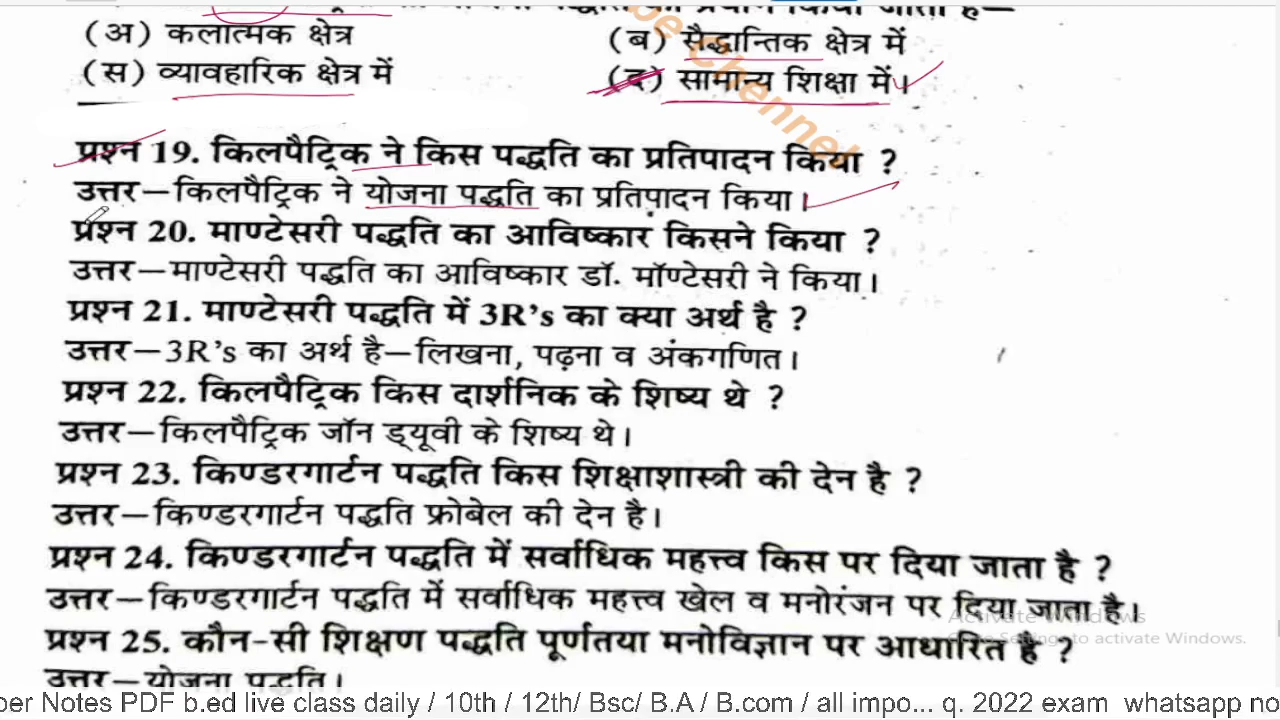 किया जाता है—
(अ) कलात्मक क्षेत्र (ब) सैद्धान्तिक क्षेत्र में
(स) व्यावहारिक क्षेत्र में (द) सामान्य शिक्षा में।
be Chennel
प्रश्न 19. किलपैट्रिक ने किस पद्धति का प्रतिपादन किया ?
उत्तर—किलपैट्रिक ने योजना पद्धति का प्रतिपादन किया।
प्रश्न 20. माण्टेसरी पद्धति का आविष्कार किसने किया ?
उत्तर—माण्टेसरी पद्धति का आविष्कार डॉ. मॉण्टेसरी ने किया।
प्रश्न 21. माण्टेसरी पद्धति में 3R’s का क्या अर्थ है ?
उत्तर—3R’s का अर्थ है—लिखना, पढ़ना व अंकगणित।
प्रश्न 22. किलपैट्रिक किस दार्शनिक के शिष्य थे ?
उत्तर—किलपैट्रिक जॉन ड्यूवी के शिष्य थे।
प्रश्न 23. किण्डरगार्टन पद्धति किस शिक्षाशास्त्री की देन है ?
उत्तर—किण्डरगार्टन पद्धति फ्रोबेल की देन है।
प्रश्न 24. किण्डरगार्टन पद्धति में सर्वाधिक महत्त्व किस पर दिया जाता है ?
उत्तर—किण्डरगार्टन पद्धति में सर्वाधिक महत्त्व खेल व मनोरंजन पर दिया जाता है।
Activate Windows
प्रश्न 25. कौन-सी शिक्षण पद्धति पूर्णतया मनोविज्ञान पर आधारित है ?
Go to Settings to activate Windows.
उत्तर—योजना पद्धति।
per Notes PDF b.ed live class daily / 10th / 12th/ Bsc/ B.A / B.com / all impo... q. 2022 exam whatsapp no